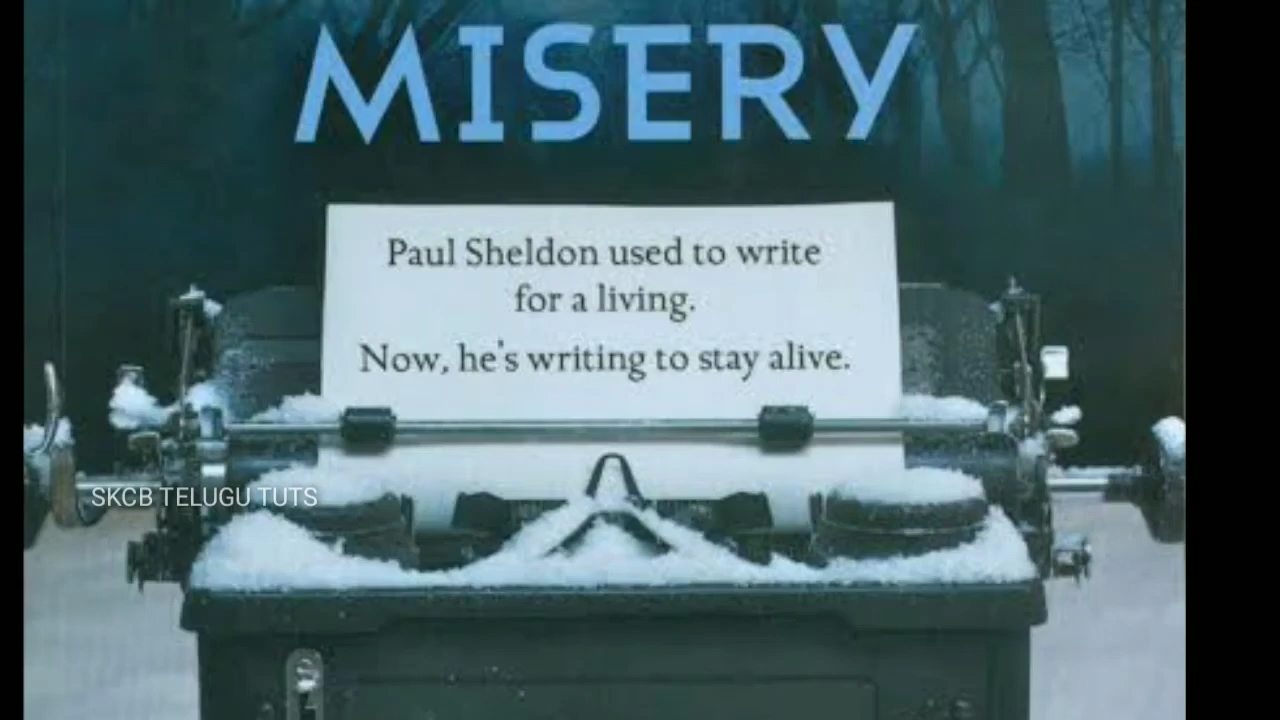 MISERY
Paul Sheldon used to write
for a living.
Now, he's writing to stay alive.
SKCB TELUGU TUTS